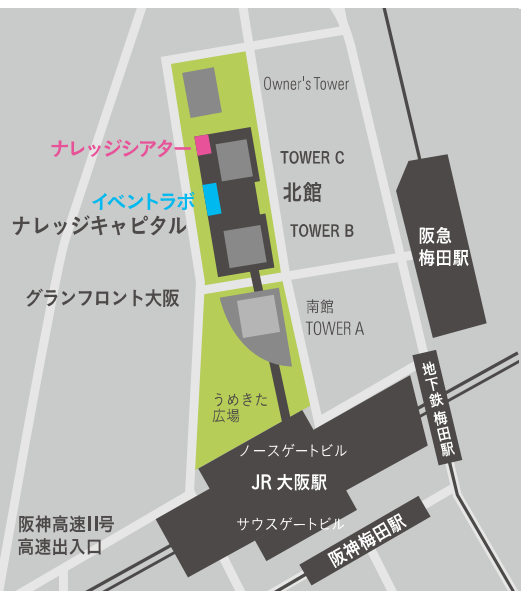 Owner's Tower
ナレッジシアター
TOWER C
北館
イベントラボ
ナレッジキャピタル
TOWER B
阪急
梅田駅
グランフロント大阪
南館
TOWER A
地下鉄 梅田駅
うめきた
広場
ノースゲートビル
JR 大阪駅
サウスゲートビル
阪神高速11号
高速出入口
阪神梅田駅